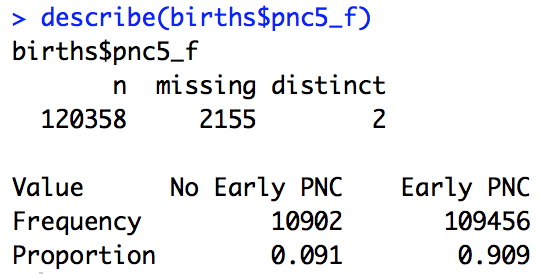 > describe(births$pnc5_f)
births$pnc5_f
       n  missing distinct
  120358     2155        2

Value      No Early PNC    Early PNC
Frequency         10902       109456
Proportion        0.091        0.909